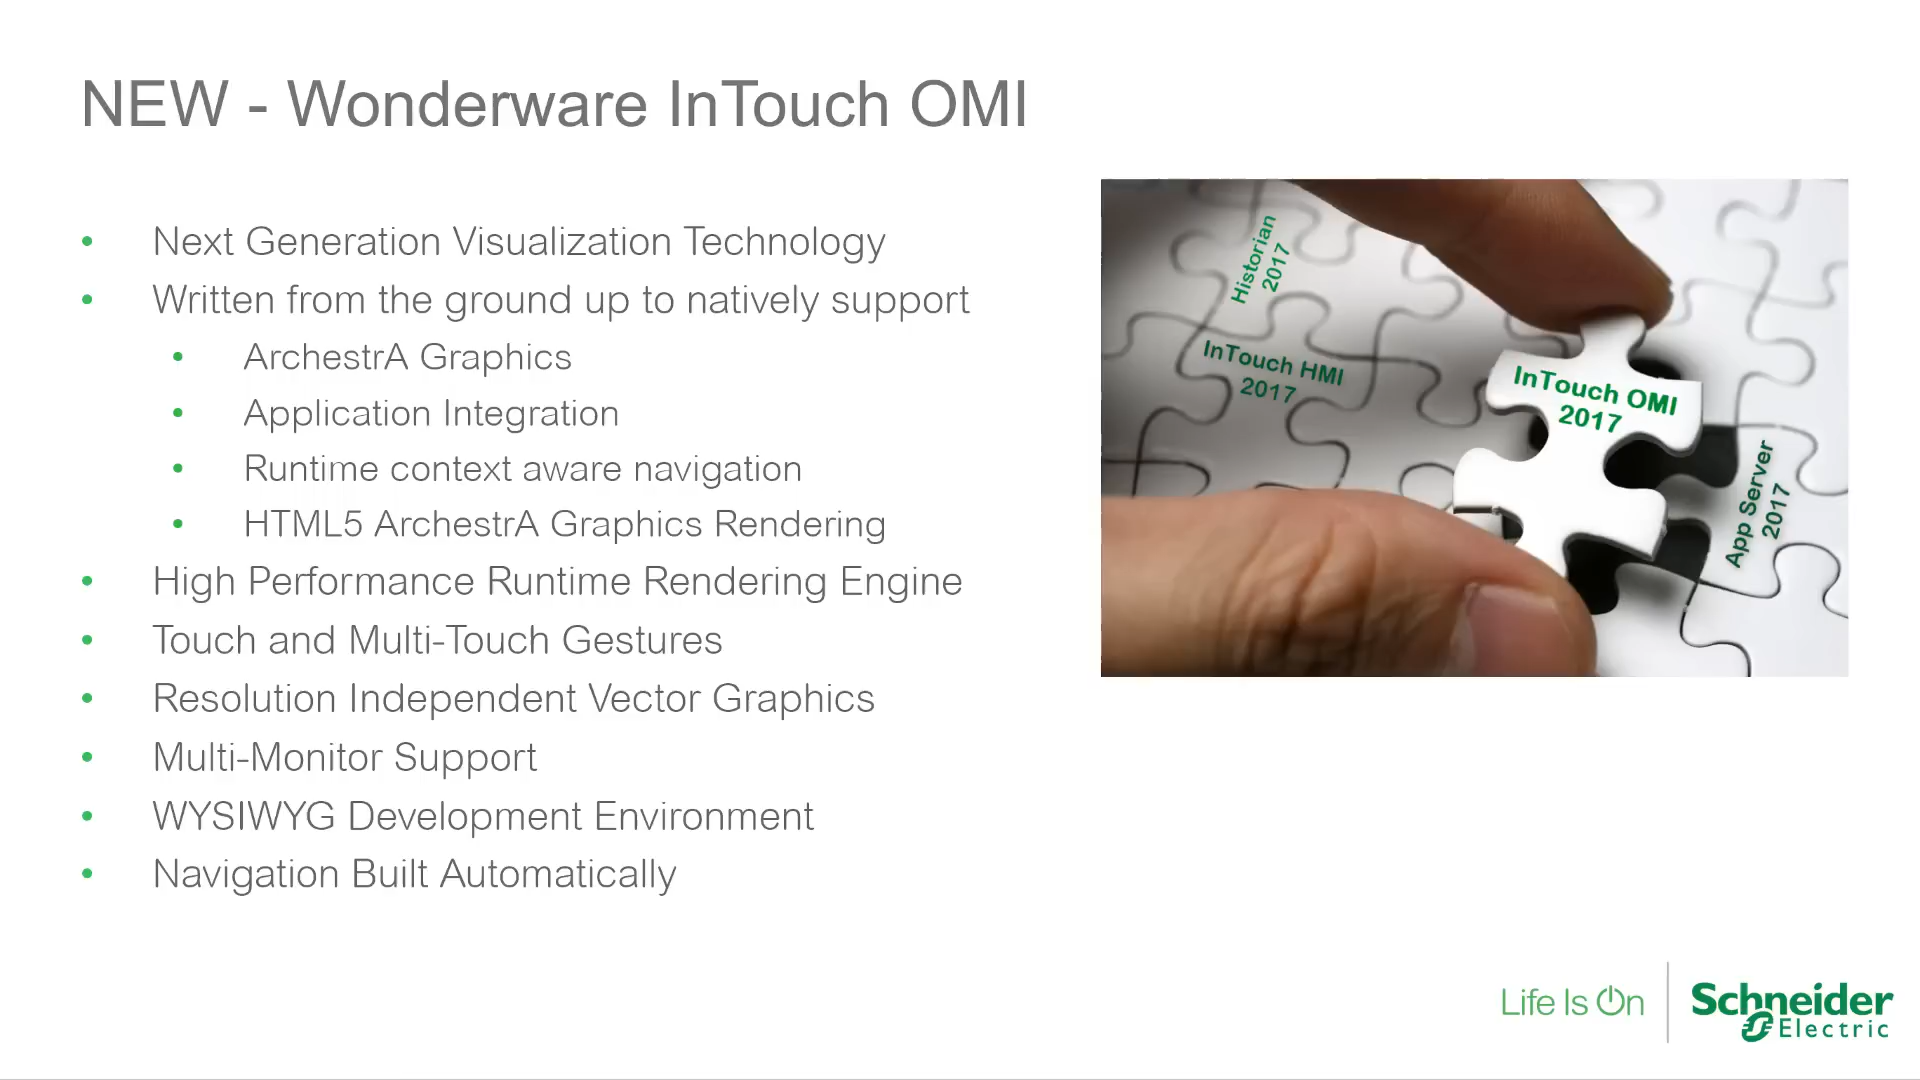 NEW - Wonderware InTouch OMI
• Next Generation Visualization Technology
• Written from the ground up to natively support
• ArchestrA Graphics
• Application Integration
• Runtime context aware navigation
• HTML5 ArchestrA Graphics Rendering
• High Performance Runtime Rendering Engine
• Touch and Multi-Touch Gestures
• Resolution Independent Vector Graphics
• Multi-Monitor Support
• WYSIWYG Development Environment
• Navigation Built Automatically
Historian
2017
InTouch HMI
2017
InTouch OMI
2017
App Server
2017
Life Is On
Schneider
Electric